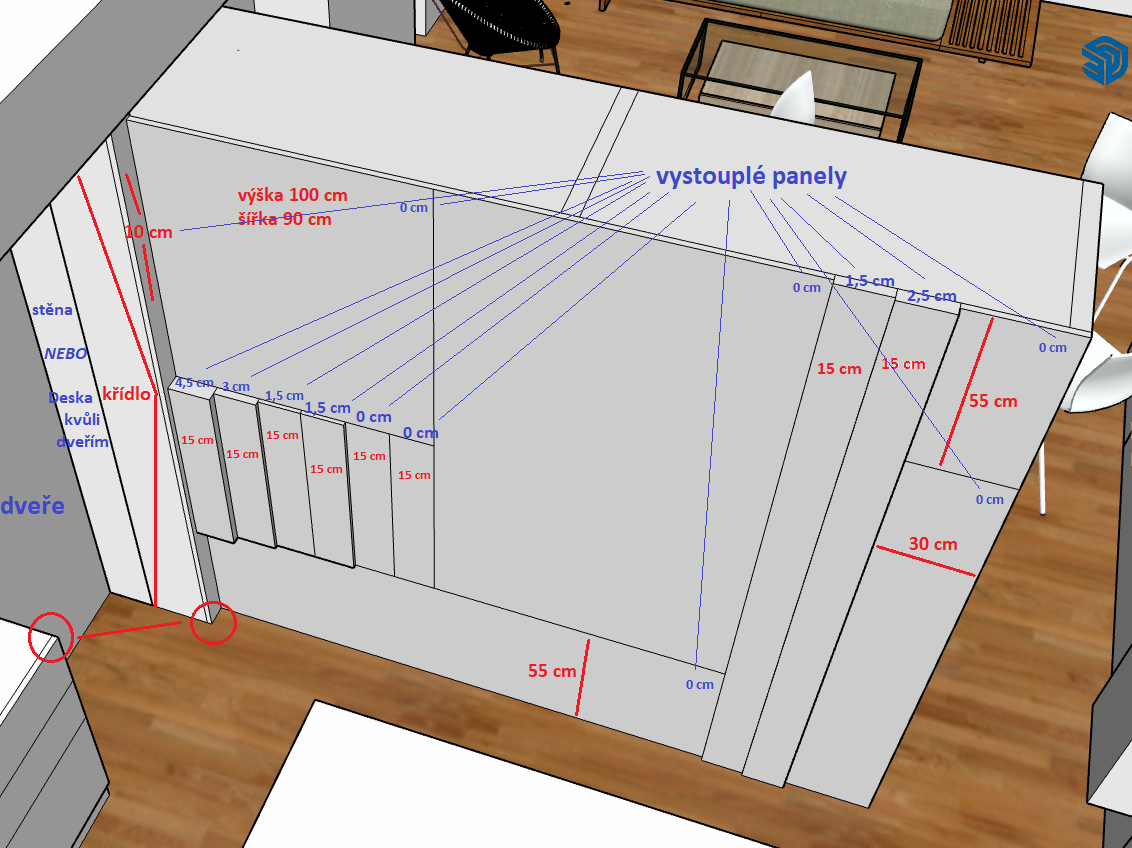 vystouplé panely
výška 100 cm
šířka 90 cm
0 cm
10 cm
0 cm
1,5 cm
2,5 cm
0 cm
stěna
NEBO
Deska
kvůli
dveřím
křídlo
4,5 cm
3 cm
1,5 cm
1,5 cm
0 cm
0 cm
15 cm
15 cm
55 cm
15 cm
15 cm
15 cm
15 cm
15 cm
15 cm
0 cm
dveře
30 cm
55 cm
0 cm